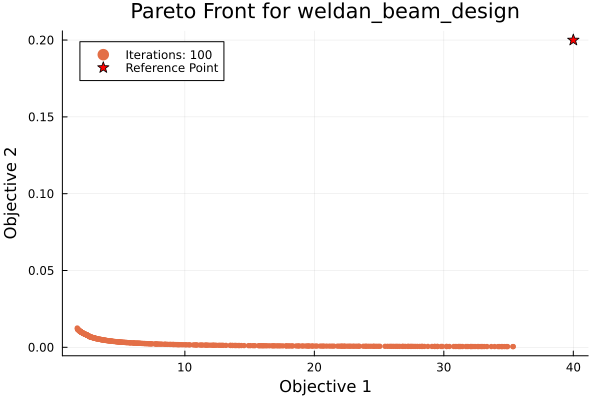 Pareto Front for weldan_beam_design
Iterations: 100
Reference Point
Objective 2
0.20
0.15
0.10
0.05
0.00
10
20
30
40
Objective 1